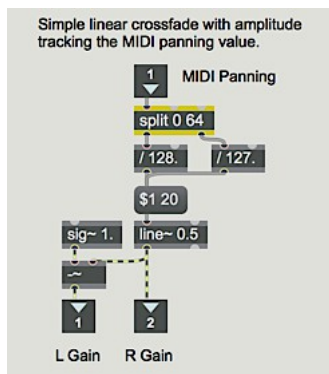 Simple linear crossfade with amplitude
tracking the MIDI panning value.
1 MIDI Panning
split 0 64
/ 128. / 127.
$1 20
sig~ 1. line~ 0.5
-~
1 2
L Gain R Gain